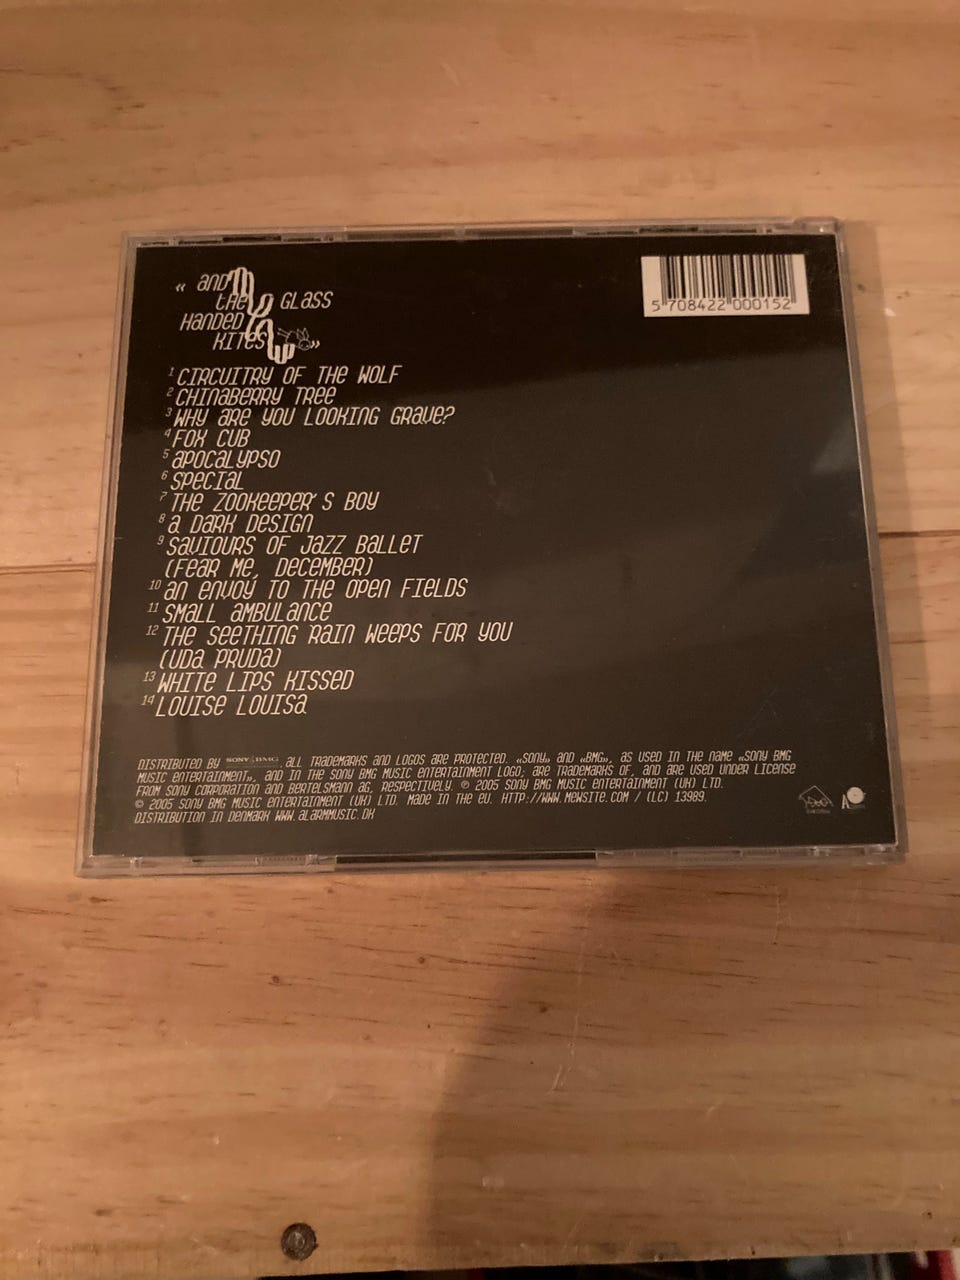 « AND
THE GLASS
HANDED
KITES »
MEW
5 708422 000152
1 CIRCUITRY OF THE WOLF
2 CHINABERRY TREE
3 WHY ARE YOU LOOKING GRAVE?
4 FOX CUB
5 APOCALYPSO
6 SPECIAL
7 THE ZOOKEEPER'S BOY
8 A DARK DESIGN
9 SAVIOURS OF JAZZ BALLET
(FEAR ME, DECEMBER)
10 AN ENVOY TO THE OPEN FIELDS
11 SMALL AMBULANCE
12 THE SEETHING RAIN WEEPS FOR YOU
(UDA PRUDA)
13 WHITE LIPS KISSED
14 LOUISE LOUISA
DISTRIBUTED BY SONY BMG. ALL TRADEMARKS AND LOGOS ARE PROTECTED. «SONY» AND «BMG», AS USED IN THE NAME «SONY BMG
MUSIC ENTERTAINMENT», AND IN THE SONY BMG MUSIC ENTERTAINMENT LOGO; ARE TRADEMARKS OF, AND ARE USED UNDER LICENSE
FROM SONY CORPORATION AND BERTELSMANN AG, RESPECTIVELY. ℗ 2005 SONY BMG MUSIC ENTERTAINMENT (UK) LTD.
© 2005 SONY BMG MUSIC ENTERTAINMENT (UK) LTD. MADE IN THE EU. HTTP://WWW.MEWSITE.COM / (LC) 13989.
DISTRIBUTION IN DENMARK WWW.ALARMMUSIC.DK